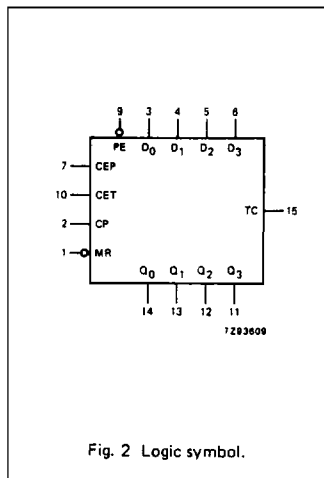 9 3 4 5 6
PE D0 D1 D2 D3
7 CEP
10 CET
TC 15
2 CP
1 MR
Q0 Q1 Q2 Q3
14 13 12 11
7Z93609
Fig. 2 Logic symbol.